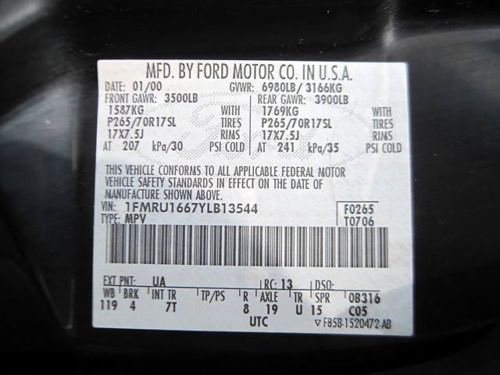 MFD. BY FORD MOTOR CO. IN U.S.A.
DATE: 01/00 GVWR: 6980LB/ 3166KG
FRONT GAWR: 3500LB REAR GAWR: 3900LB
1587KG WITH 1769KG WITH
P265/70R17SL TIRES P265/70R17SL TIRES
17X7.5J RIMS 17X7.5J RIMS
AT 207 kPa/30 PSI COLD AT 241 kPa/35 PSI COLD
THIS VEHICLE CONFORMS TO ALL APPLICABLE FEDERAL MOTOR
VEHICLE SAFETY STANDARDS IN EFFECT ON THE DATE OF
MANUFACTURE SHOWN ABOVE.
VIN: 1FMRU1667YLB13544 F0265
TYPE: MPV T0706
EXT PNT: UA RC: 13 DSO:
WB BRK INT TR TP/PS R AXLE TR SPR OB316
119 4 7T 8 19 U 15 C05
UTC F85B-1520472-AB